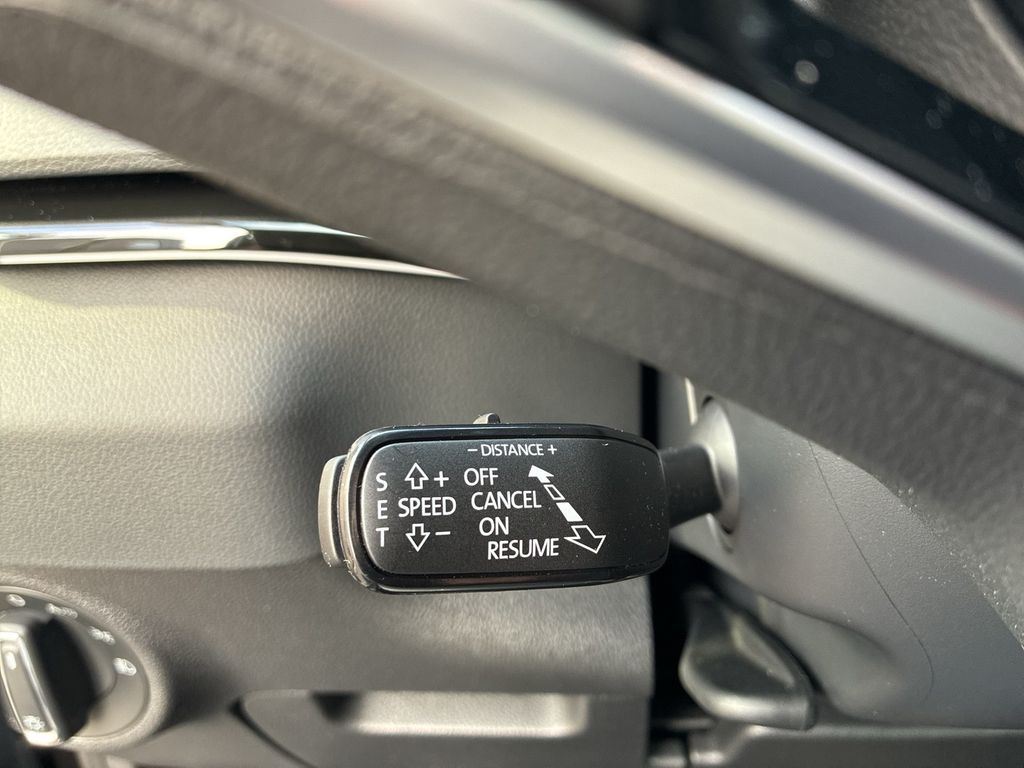 − DISTANCE +
S E T
+ OFF
SPEED CANCEL
− ON
RESUME